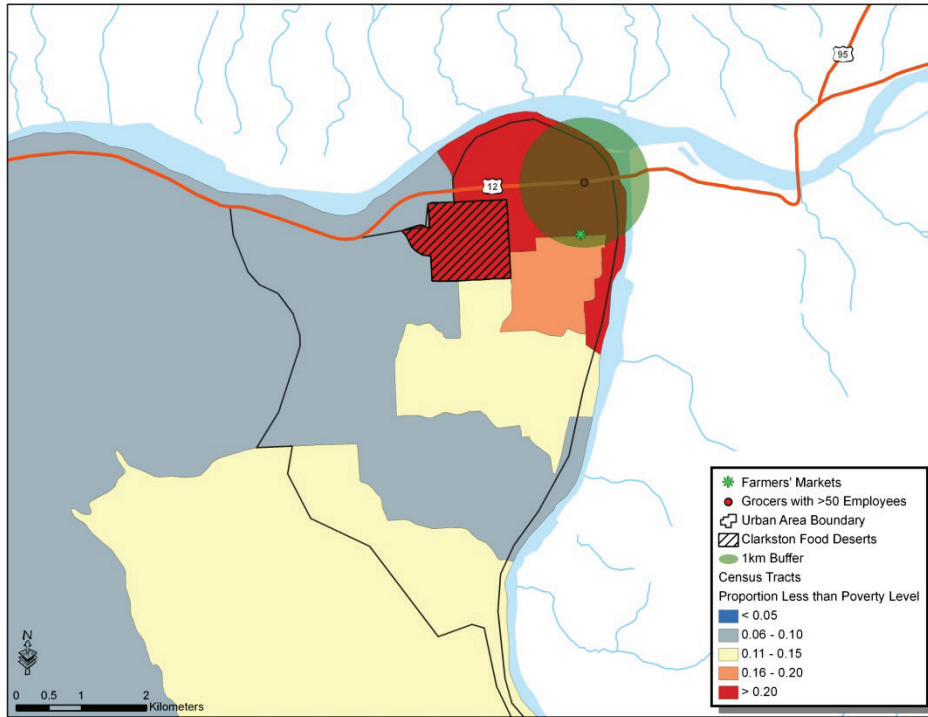 95
12
Farmers' Markets
Grocers with >50 Employees
Urban Area Boundary
Clarkston Food Deserts
1km Buffer
Census Tracts
Proportion Less than Poverty Level
< 0.05
0.06 - 0.10
0.11 - 0.15
0.16 - 0.20
> 0.20
N
0 0.5 1 2
Kilometers